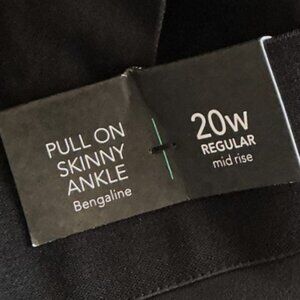 PULL ON
SKINNY
ANKLE
Bengaline
20w
REGULAR
mid rise